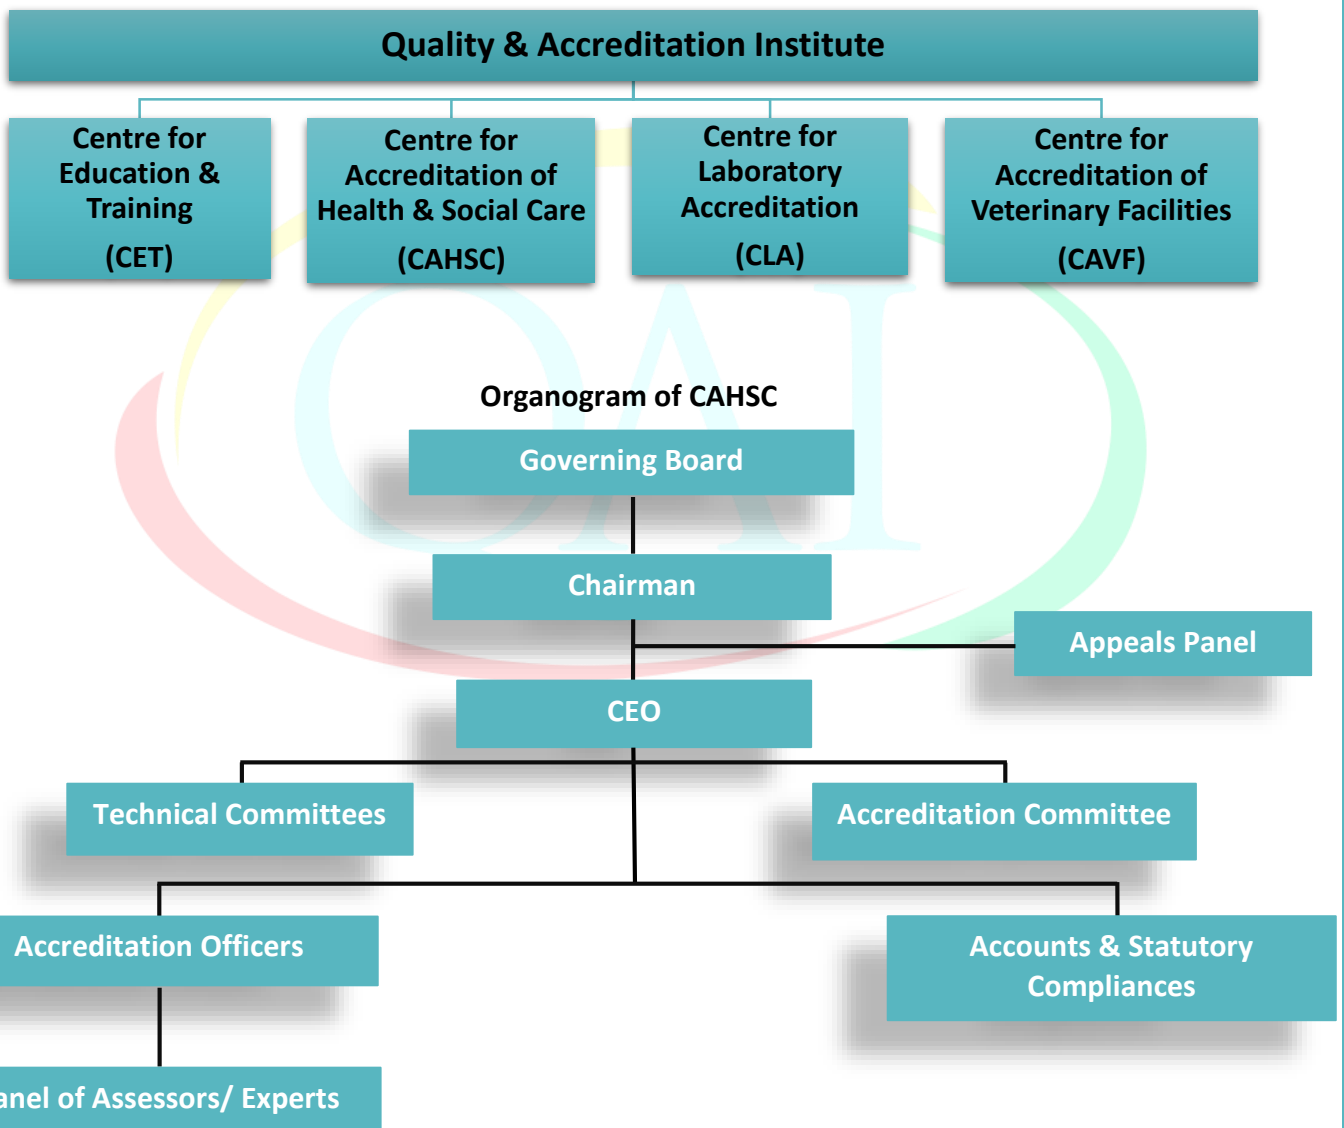 Quality & Accreditation Institute
Centre for
Education &
Training
(CET)
Centre for
Accreditation of
Health & Social Care
(CAHSC)
Centre for
Laboratory
Accreditation
(CLA)
Centre for
Accreditation of
Veterinary Facilities
(CAVF)
QAI
Organogram of CAHSC
Governing Board
Chairman
Appeals Panel
CEO
Technical Committees
Accreditation Committee
Accreditation Officers
Accounts & Statutory
Compliances
anel of Assessors/ Experts